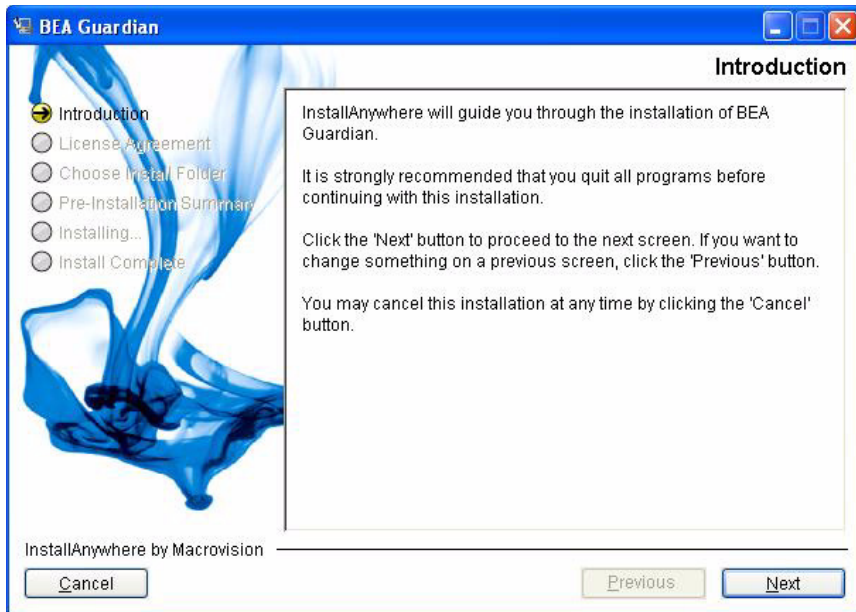 BEA Guardian
Introduction
Introduction
License Agreement
Choose Install Folder
Pre-Installation Summar
Installing...
Install Complete
InstallAnywhere will guide you through the installation of BEA
Guardian.
It is strongly recommended that you quit all programs before
continuing with this installation.
Click the 'Next' button to proceed to the next screen. If you want to
change something on a previous screen, click the 'Previous' button.
You may cancel this installation at any time by clicking the 'Cancel'
button.
InstallAnywhere by Macrovision
Cancel
Previous
Next